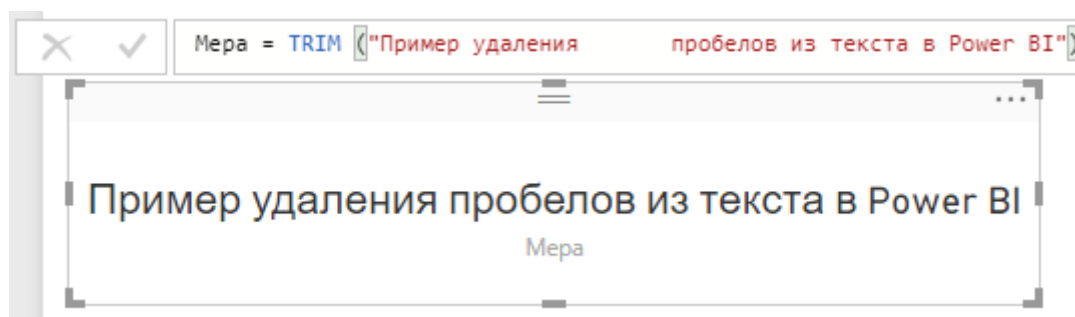 Мера = TRIM ("Пример удаления       пробелов из текста в Power BI")
Пример удаления пробелов из текста в Power BI
Мера